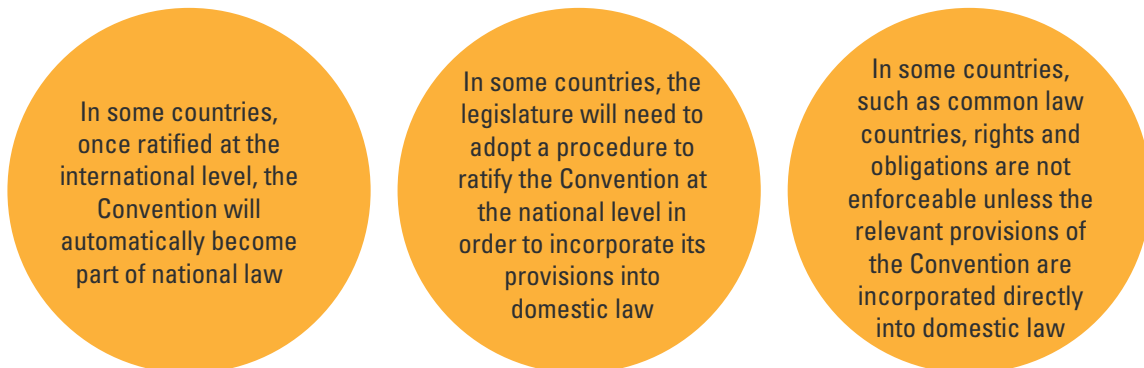 In some countries,
once ratified at the
international level, the
Convention will
automatically become
part of national law
In some countries, the
legislature will need to
adopt a procedure to
ratify the Convention at
the national level in
order to incorporate its
provisions into
domestic law
In some countries,
such as common law
countries, rights and
obligations are not
enforceable unless the
relevant provisions of
the Convention are
incorporated directly
into domestic law